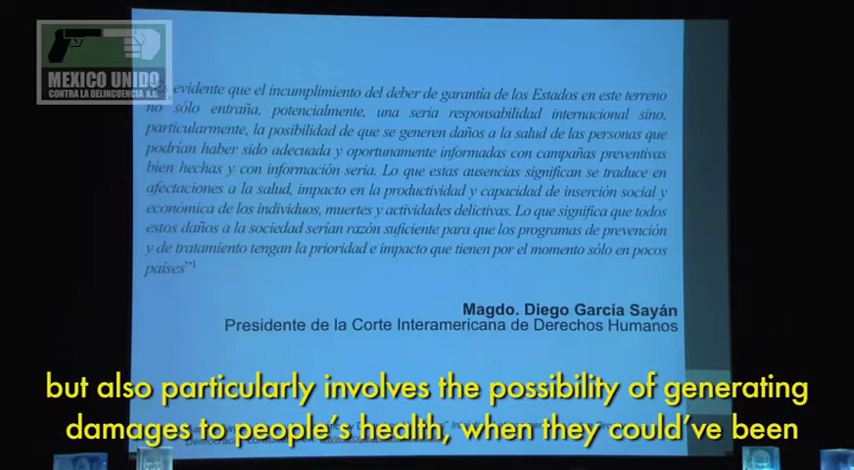 MEXICO UNIDO
CONTRA LA DELINCUENCIA A.C.
evidente que el incumplimiento del deber de garantía de los Estados en este terreno
no sólo entraña, potencialmente, una seria responsabilidad internacional sino,
particularmente, la posibilidad de que se generen daños a la salud de las personas que
podrían haber sido adecuada y oportunamente informadas con campañas preventivas
bien hechas y con información seria. Lo que estas ausencias significan se traduce en
afectaciones a la salud, impacto en la productividad y capacidad de inserción social y
económica de los individuos, muertes y actividades delictivas. Lo que significa que todos
estos daños a la sociedad serían razón suficiente para que los programas de prevención
y de tratamiento tengan la prioridad e impacto que tienen por el momento sólo en pocos
países"1
Magdo. Diego García Sayán
Presidente de la Corte Interamericana de Derechos Humanos
but also particularly involves the possibility of generating
damages to people's health, when they could've been